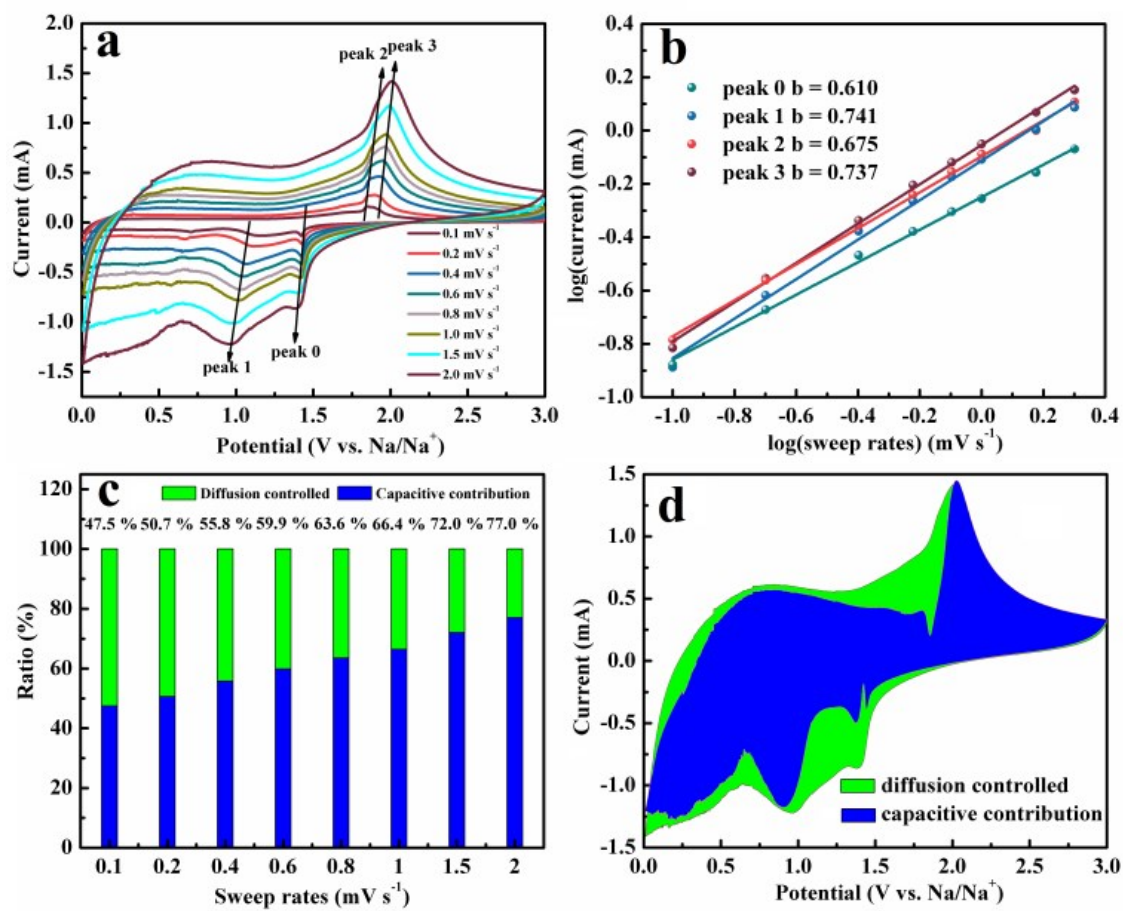 a
peak 2
peak 3
peak 1
peak 0
0.1 mV s-1
0.2 mV s-1
0.4 mV s-1
0.6 mV s-1
0.8 mV s-1
1.0 mV s-1
1.5 mV s-1
2.0 mV s-1
2.0
1.5
1.0
0.5
0.0
-0.5
-1.0
-1.5
Current (mA)
0.0 0.5 1.0 1.5 2.0 2.5 3.0
Potential (V vs. Na/Na+)
b
peak 0 b = 0.610
peak 1 b = 0.741
peak 2 b = 0.675
peak 3 b = 0.737
0.4
0.2
0.0
-0.2
-0.4
-0.6
-0.8
-1.0
log(current) (mA)
-1.0 -0.8 -0.6 -0.4 -0.2 0.0 0.2 0.4
log(sweep rates) (mV s-1)
c
Diffusion controlled
Capacitive contribution
47.5 % 50.7 % 55.8 % 59.9 % 63.6 % 66.4 % 72.0 % 77.0 %
120
100
80
60
40
20
0
Ratio (%)
0.1 0.2 0.4 0.6 0.8 1 1.5 2
Sweep rates (mV s-1)
d
diffusion controlled
capacitive contribution
1.5
1.0
0.5
0.0
-0.5
-1.0
-1.5
Current (mA)
0.0 0.5 1.0 1.5 2.0 2.5 3.0
Potential (V vs. Na/Na+)